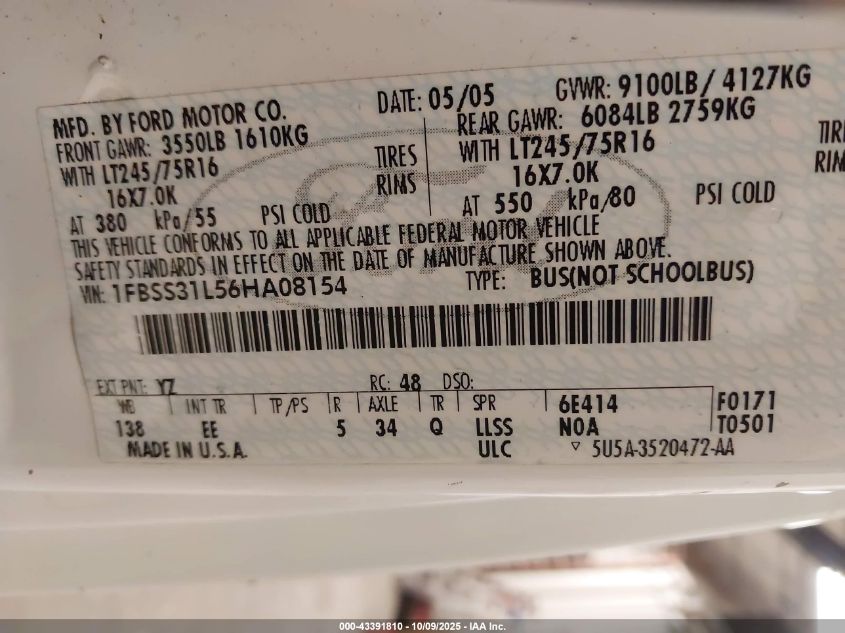 MFD. BY FORD MOTOR CO. DATE: 05/05 GVWR: 9100LB/ 4127KG
FRONT GAWR: 3550LB 1610KG REAR GAWR: 6084LB 2759KG
WITH LT245/75R16 TIRES WITH LT245/75R16 TIR
16X7.0K RIMS 16X7.0K RIM
AT 380 kPa/55 PSI COLD AT 550 kPa/80 PSI COLD
THIS VEHICLE CONFORMS TO ALL APPLICABLE FEDERAL MOTOR VEHICLE
SAFETY STANDARDS IN EFFECT ON THE DATE OF MANUFACTURE SHOWN ABOVE.
VIN: 1FBSS31L56HA08154 TYPE: BUS(NOT SCHOOLBUS)
EXT PNT: YZ RC: 48 DSO:
WB INT TR TP/PS R AXLE TR SPR 6E414 F0171
138 EE 5 34 Q LLSS N0A T0501
MADE IN U.S.A. ULC ▽ 5U5A-3520472-AA
000-43391810 - 10/09/2025 - IAA Inc.